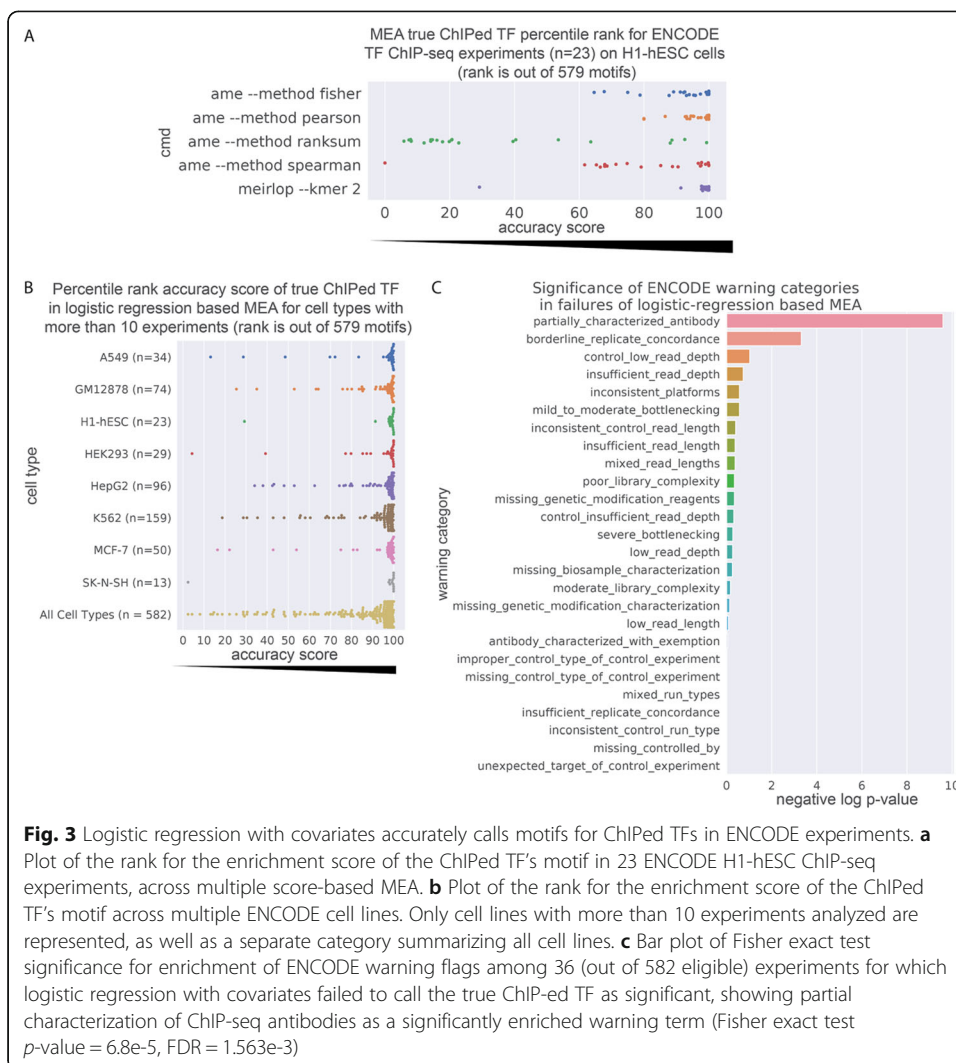 A
MEA true ChIPed TF percentile rank for ENCODE
TF ChIP-seq experiments (n=23) on H1-hESC cells
(rank is out of 579 motifs)
cmd
ame --method fisher
ame --method pearson
ame --method ranksum
ame --method spearman
meirlop --kmer 2
0 20 40 60 80 100
accuracy score
B
Percentile rank accuracy score of true ChIPed TF
in logistic regression based MEA for cell types with
more than 10 experiments (rank is out of 579 motifs)
cell type
A549 (n=34)
GM12878 (n=74)
H1-hESC (n=23)
HEK293 (n=29)
HepG2 (n=96)
K562 (n=159)
MCF-7 (n=50)
SK-N-SH (n=13)
All Cell Types (n = 582)
0 10 20 30 40 50 60 70 80 90 100
accuracy score
C
Significance of ENCODE warning categories
in failures of logistic-regression based MEA
warning category
partially_characterized_antibody
borderline_replicate_concordance
control_low_read_depth
insufficient_read_depth
inconsistent_platforms
mild_to_moderate_bottlenecking
inconsistent_control_read_length
insufficient_read_length
mixed_read_lengths
poor_library_complexity
missing_genetic_modification_reagents
control_insufficient_read_depth
severe_bottlenecking
low_read_depth
missing_biosample_characterization
moderate_library_complexity
missing_genetic_modification_characterization
low_read_length
antibody_characterized_with_exemption
improper_control_type_of_control_experiment
missing_control_type_of_control_experiment
mixed_run_types
insufficient_replicate_concordance
inconsistent_control_run_type
missing_controlled_by
unexpected_target_of_control_experiment
0 2 4 6 8 10
negative log p-value
Fig. 3 Logistic regression with covariates accurately calls motifs for ChIPed TFs in ENCODE experiments. a
Plot of the rank for the enrichment score of the ChIPed TF's motif in 23 ENCODE H1-hESC ChIP-seq
experiments, across multiple score-based MEA. b Plot of the rank for the enrichment score of the ChIPed
TF's motif across multiple ENCODE cell lines. Only cell lines with more than 10 experiments analyzed are
represented, as well as a separate category summarizing all cell lines. c Bar plot of Fisher exact test
significance for enrichment of ENCODE warning flags among 36 (out of 582 eligible) experiments for which
logistic regression with covariates failed to call the true ChIP-ed TF as significant, showing partial
characterization of ChIP-seq antibodies as a significantly enriched warning term (Fisher exact test
p-value = 6.8e-5, FDR = 1.563e-3)